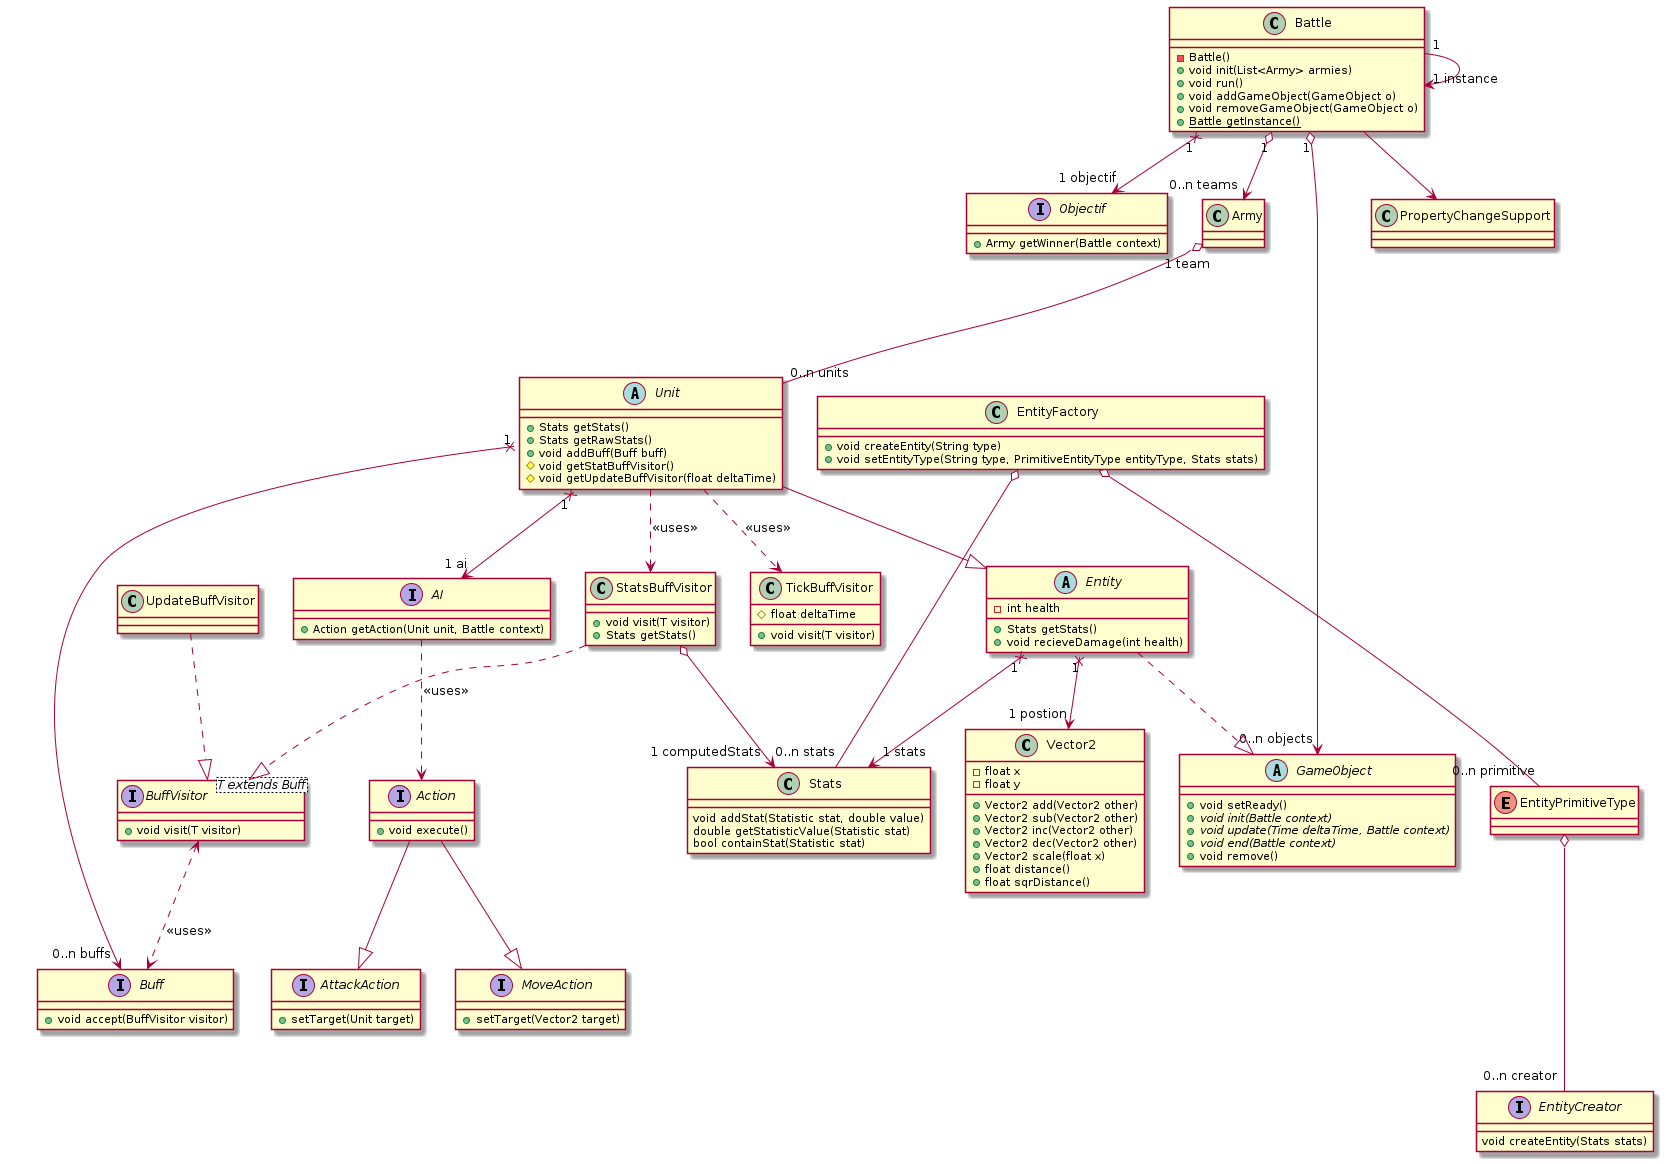 C Battle
Battle()
void init(List<Army> armies)
void run()
void addGameObject(GameObject o)
void removeGameObject(GameObject o)
Battle getInstance()
1
1 instance
1
1
1
1 objectif
0..n teams
I Objectif
Army getWinner(Battle context)
C Army
C PropertyChangeSupport
1 team
0..n units
A Unit
Stats getStats()
Stats getRawStats()
void addBuff(Buff buff)
void getStatBuffVisitor()
void getUpdateBuffVisitor(float deltaTime)
C EntityFactory
void createEntity(String type)
void setEntityType(String type, PrimitiveEntityType entityType, Stats stats)
1
1
«uses»
«uses»
1 ai
C UpdateBuffVisitor
I AI
Action getAction(Unit unit, Battle context)
C StatsBuffVisitor
void visit(T visitor)
Stats getStats()
C TickBuffVisitor
float deltaTime
void visit(T visitor)
A Entity
int health
Stats getStats()
void recieveDamage(int health)
1
1
«uses»
1 postion
1 computedStats
0..n stats
1 stats
0..n objects
0..n primitive
I BuffVisitor
T extends Buff
void visit(T visitor)
I Action
void execute()
C Stats
void addStat(Statistic stat, double value)
double getStatisticValue(Statistic stat)
bool containStat(Statistic stat)
C Vector2
float x
float y
Vector2 add(Vector2 other)
Vector2 sub(Vector2 other)
Vector2 inc(Vector2 other)
Vector2 dec(Vector2 other)
Vector2 scale(float x)
float distance()
float sqrDistance()
A GameObject
void setReady()
void init(Battle context)
void update(Time deltaTime, Battle context)
void end(Battle context)
void remove()
E EntityPrimitiveType
«uses»
0..n buffs
I Buff
void accept(BuffVisitor visitor)
I AttackAction
setTarget(Unit target)
I MoveAction
setTarget(Vector2 target)
0..n creator
I EntityCreator
void createEntity(Stats stats)